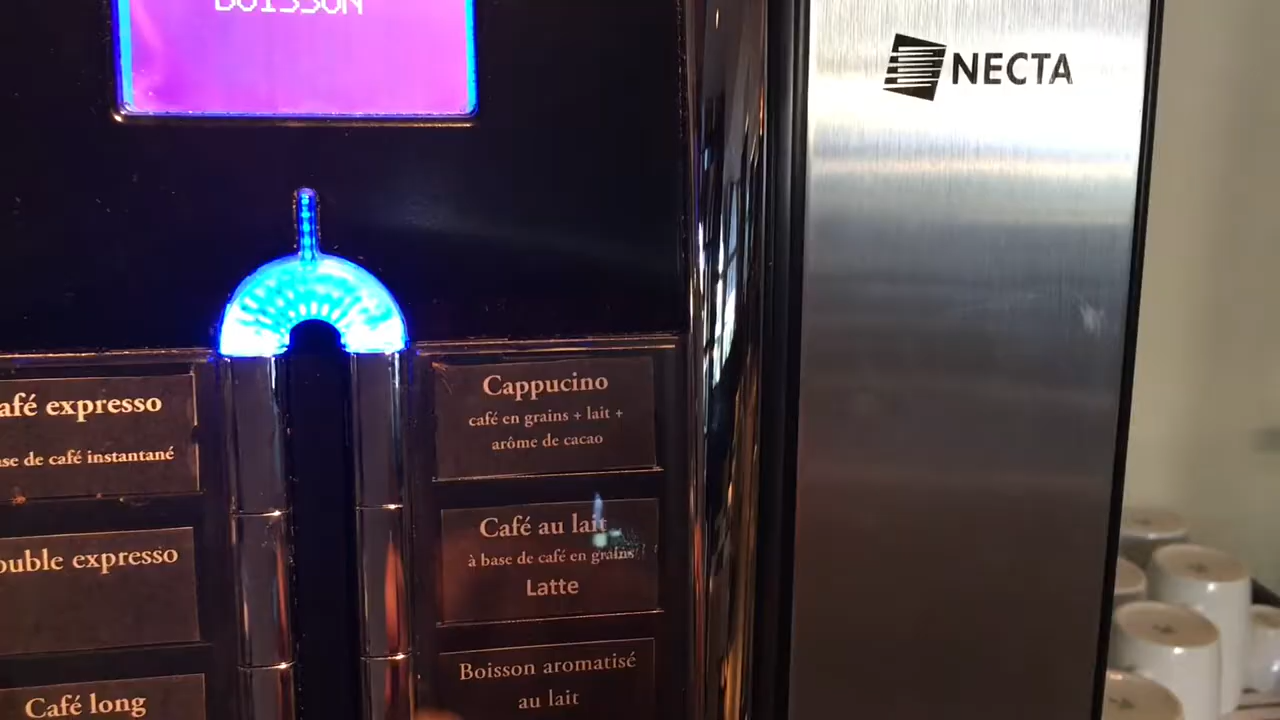 BOISSON
NECTA
afé expresso
ase de café instantané
ouble expresso
Café long
Cappucino
café en grains + lait +
arôme de cacao
Café au lait
à base de café en grains
Latte
Boisson aromatisé
au lait